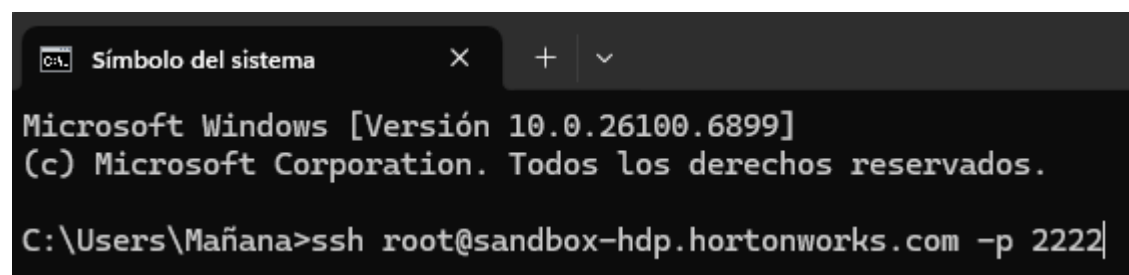 Símbolo del sistema
Microsoft Windows [Versión 10.0.26100.6899]
(c) Microsoft Corporation. Todos los derechos reservados.
C:\Users\Mañana>ssh root@sandbox-hdp.hortonworks.com -p 2222